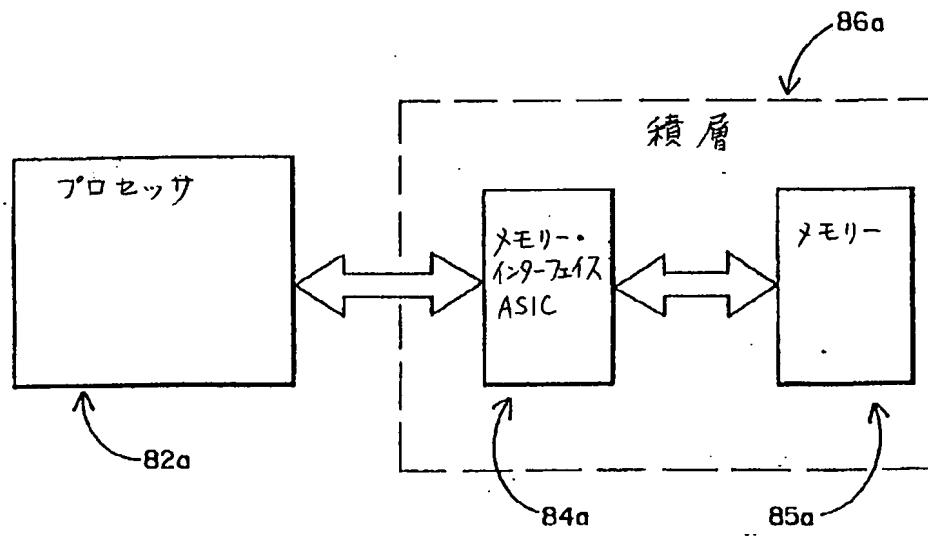 86a
積層
プロセッサ
メモリー・
インターフェイス
ASIC
メモリー
82a
84a
85a